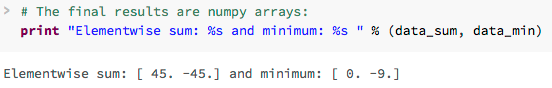 > # The final results are numpy arrays:
print "Elementwise sum: %s and minimum: %s " % (data_sum, data_min)
Elementwise sum: [ 45. -45.] and minimum: [ 0. -9.]